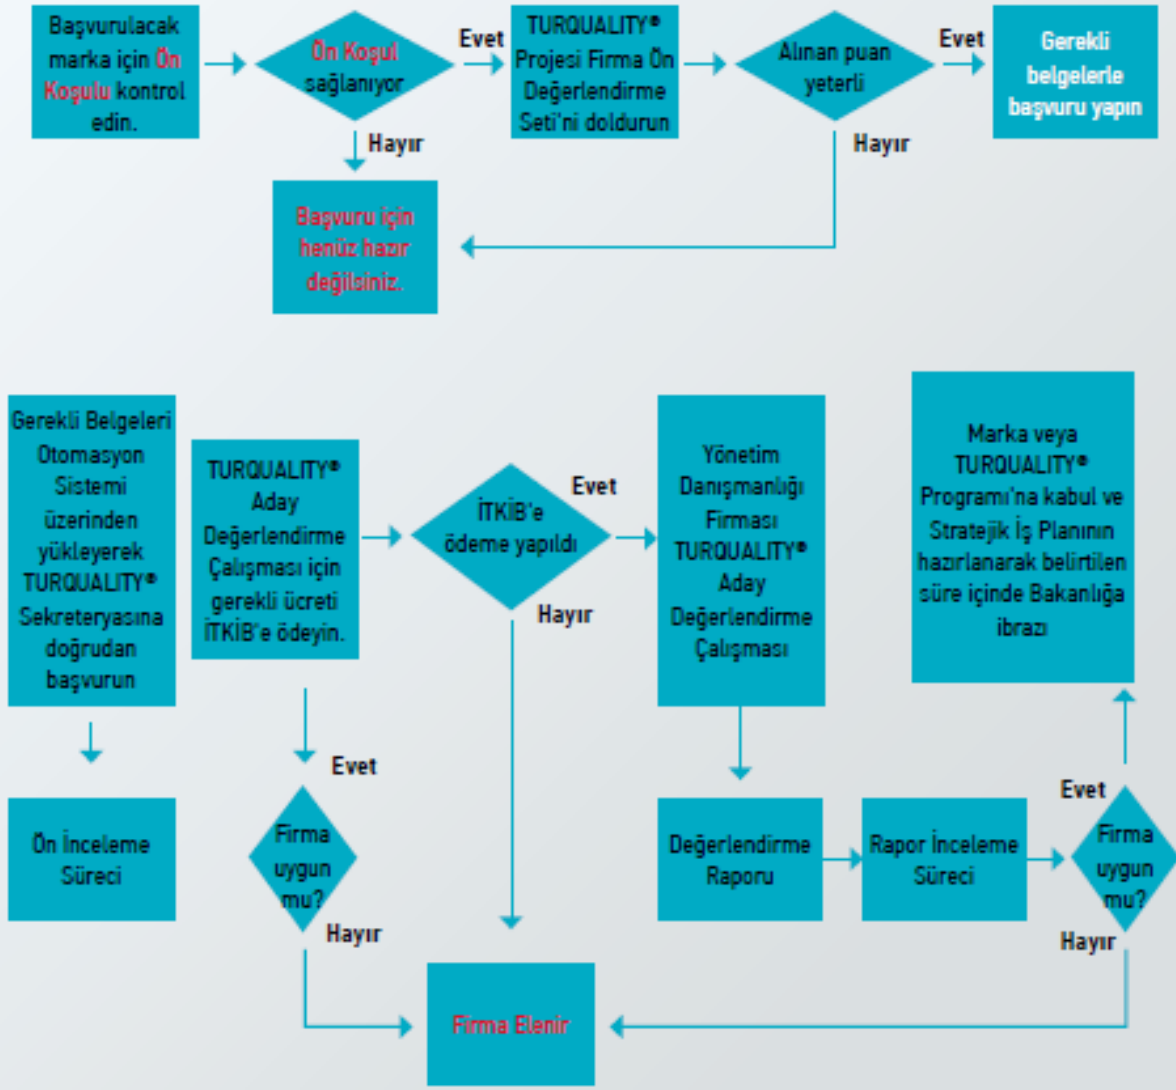 Başvurulacak
marka için Ön
Koşulu kontrol
edin.
Ön Koşul
sağlanıyor
Evet
Hayır
TURQUALITY®
Projesi Firma Ön
Değerlendirme
Seti'ni doldurun
Alınan puan
yeterli
Evet
Hayır
Gerekli
belgelerle
başvuru yapın
Başvuru için
henüz hazır
değilsiniz.
Gerekli Belgeleri
Otomasyon
Sistemi
üzerinden
yükleyerek
TURQUALITY®
Sekreteryasına
doğrudan
başvurun
Ön İnceleme
Süreci
TURQUALITY®
Aday
Değerlendirme
Çalışması için
gerekli ücreti
İTKİB'e ödeyin.
Evet
Firma
uygun
mu?
Hayır
İTKİB'e
ödeme yapıldı
Evet
Hayır
Yönetim
Danışmanlığı
Firması
TURQUALITY®
Aday
Değerlendirme
Çalışması
Değerlendirme
Raporu
Rapor İnceleme
Süreci
Firma
uygun
mu?
Evet
Hayır
Marka veya
TURQUALITY®
Programı'na kabul ve
Stratejik İş Planının
hazırlanarak belirtilen
süre içinde Bakanlığa
ibrazı
Firma Elenir